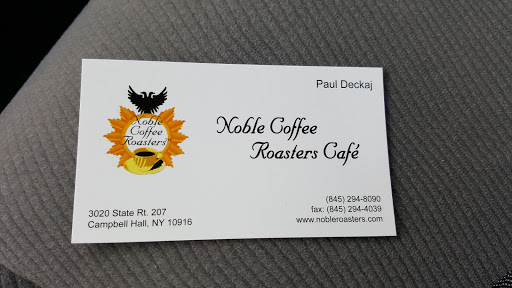 Paul Deckaj
Noble
Coffee
Roasters
Noble Coffee
Roasters Café
(845) 294-8090
fax: (845) 294-4039
www.nobleroasters.com
3020 State Rt. 207
Campbell Hall, NY 10916